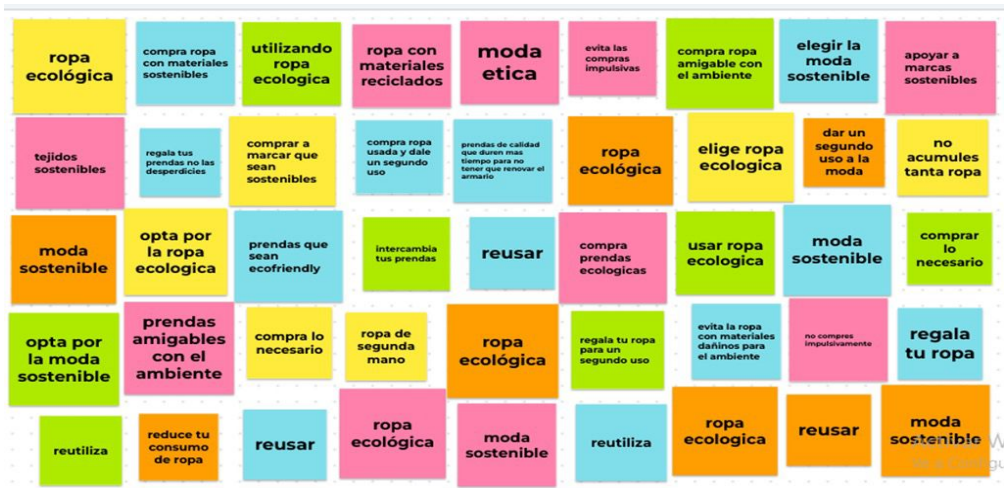 ropa
ecológica
compra ropa
con materiales
sostenibles
utilizando
ropa
ecologica
ropa con
materiales
reciclados
moda
etica
evita las
compras
impulsivas
compra ropa
amigable con
el ambiente
elegir la
moda
sostenible
apoyar a
marcas
sostenibles
tejidos
sostenibles
regala tus
prendas no las
desperdicies
comprar a
marcar que
sean
sostenibles
compra ropa
usada y dale
un segundo
uso
prendas de calidad
que duren mas
tiempo para no
tener que renovar el
armario
ropa
ecológica
elige ropa
ecologica
dar un
segundo
uso a la
moda
no
acumules
tanta ropa
moda
sostenible
opta por
la ropa
ecologica
prendas que
sean
ecofriendly
intercambia
tus prendas
reusar
compra
prendas
ecologicas
usar ropa
ecologica
moda
sostenible
comprar
lo
necesario
opta por
la moda
sostenible
prendas
amigables
con el
ambiente
compra lo
necesario
ropa de
segunda
mano
ropa
ecológica
regala tu ropa
para un
segundo uso
evita la ropa
con materiales
dañinos para
el ambiente
no compres
impulsivamente
regala
tu ropa
reutiliza
reduce tu
consumo
de ropa
reusar
ropa
ecológica
moda
sostenible
reutiliza
ropa
ecologica
reusar
moda
sostenible